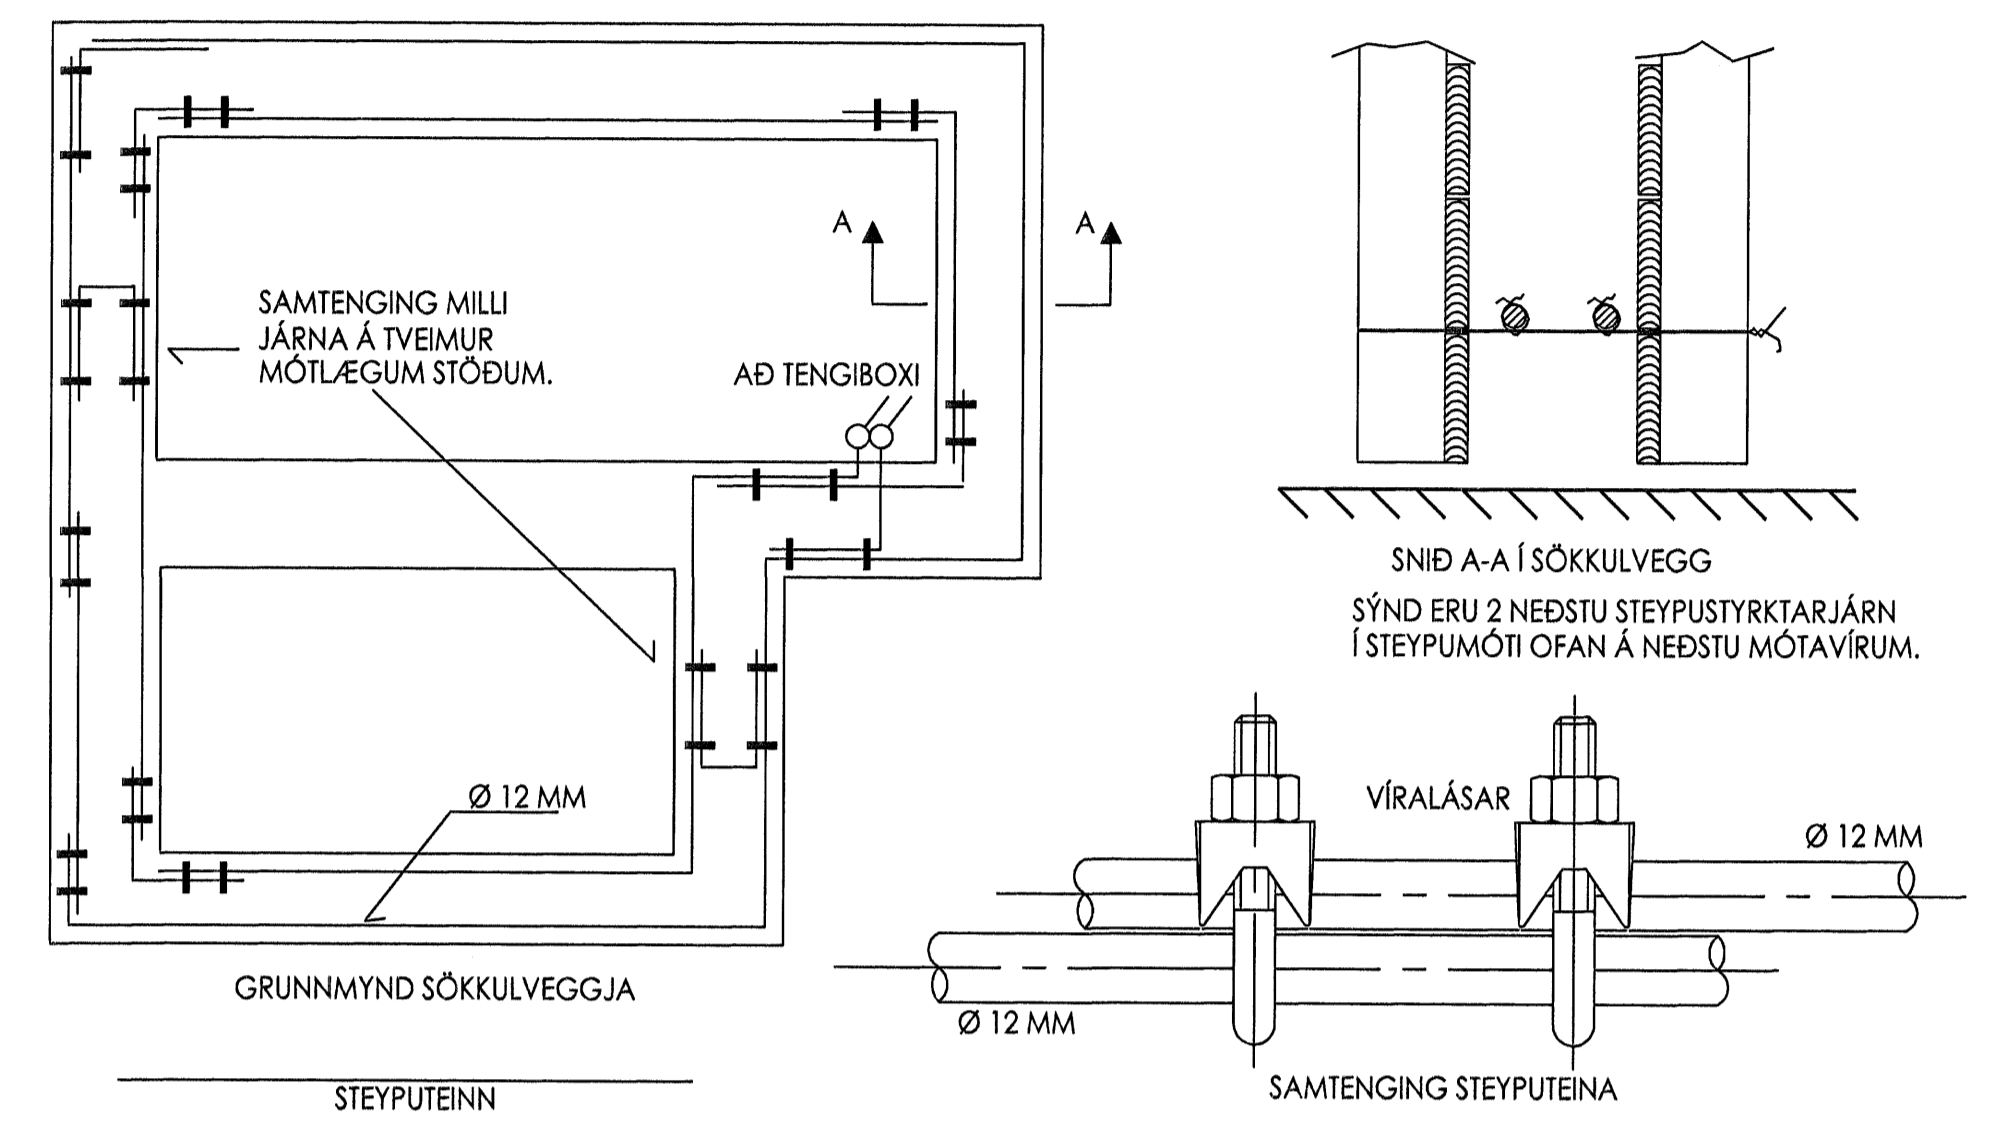 A
A
SAMTENGING MILLI
JÁRNA Á TVEIMUR
MÓTLÆGUM STÖÐUM.
AÐ TENGIBOXI
Ø 12 MM
GRUNNMYND SÖKKULVEGGJA
STEYPUTEINN
SNIÐ A-A Í SÖKKULVEGG
SÝND ERU 2 NEÐSTU STEYPUSTYRKTARJÁRN
Í STEYPUMÓTI OFAN Á NEÐSTU MÓTAVÍRUM.
VÍRALÁSAR
Ø 12 MM
Ø 12 MM
SAMTENGING STEYPUTEINA